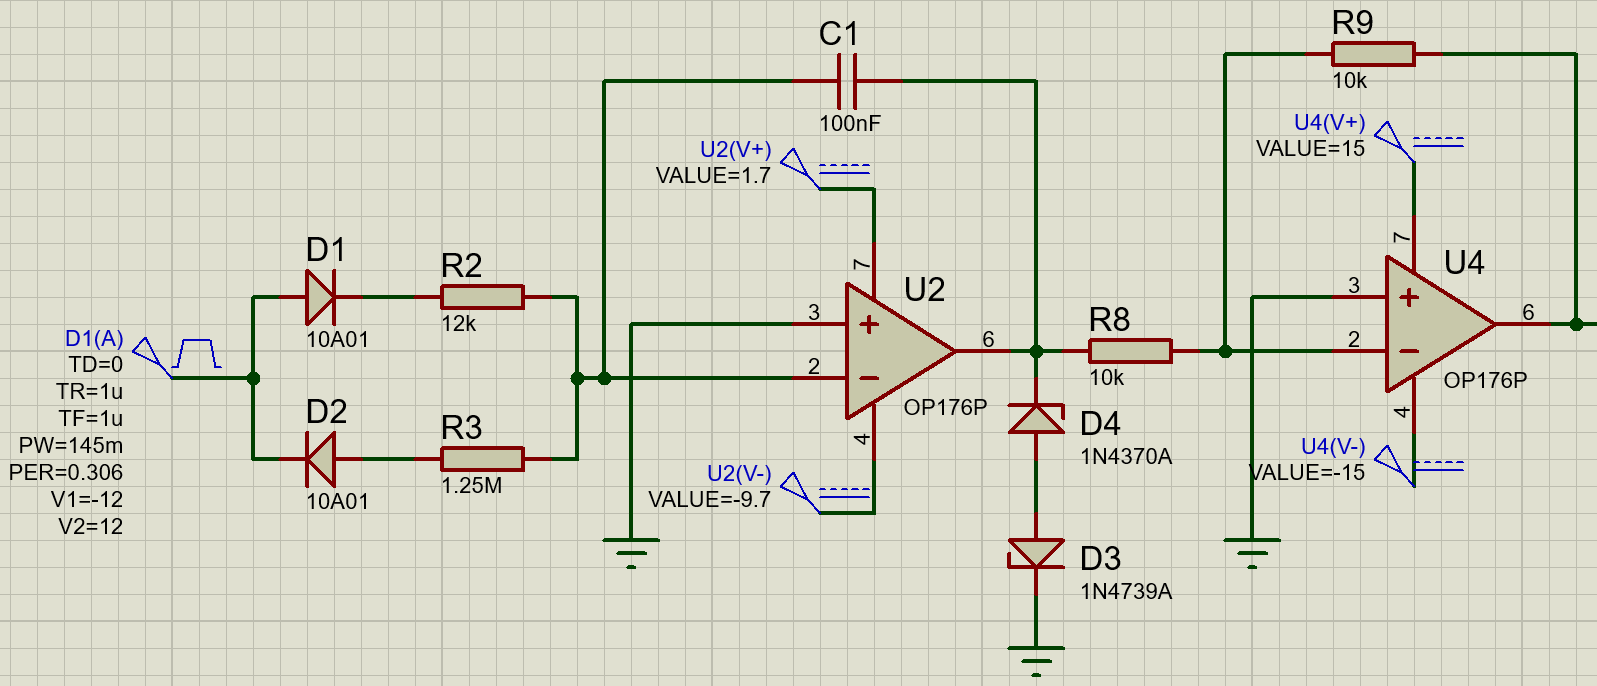 C1
100nF
R9
10k
U2(V+)
VALUE=1.7
U4(V+)
VALUE=15
D1
10A01
R2
12k
7
U2
3
2
6
4
OP176P
7
U4
3
2
6
4
OP176P
D1(A)
TD=0
TR=1u
TF=1u
PW=145m
PER=0.306
V1=-12
V2=12
R8
10k
D2
10A01
R3
1.25M
U2(V-)
VALUE=-9.7
D4
1N4370A
U4(V-)
VALUE=-15
D3
1N4739A